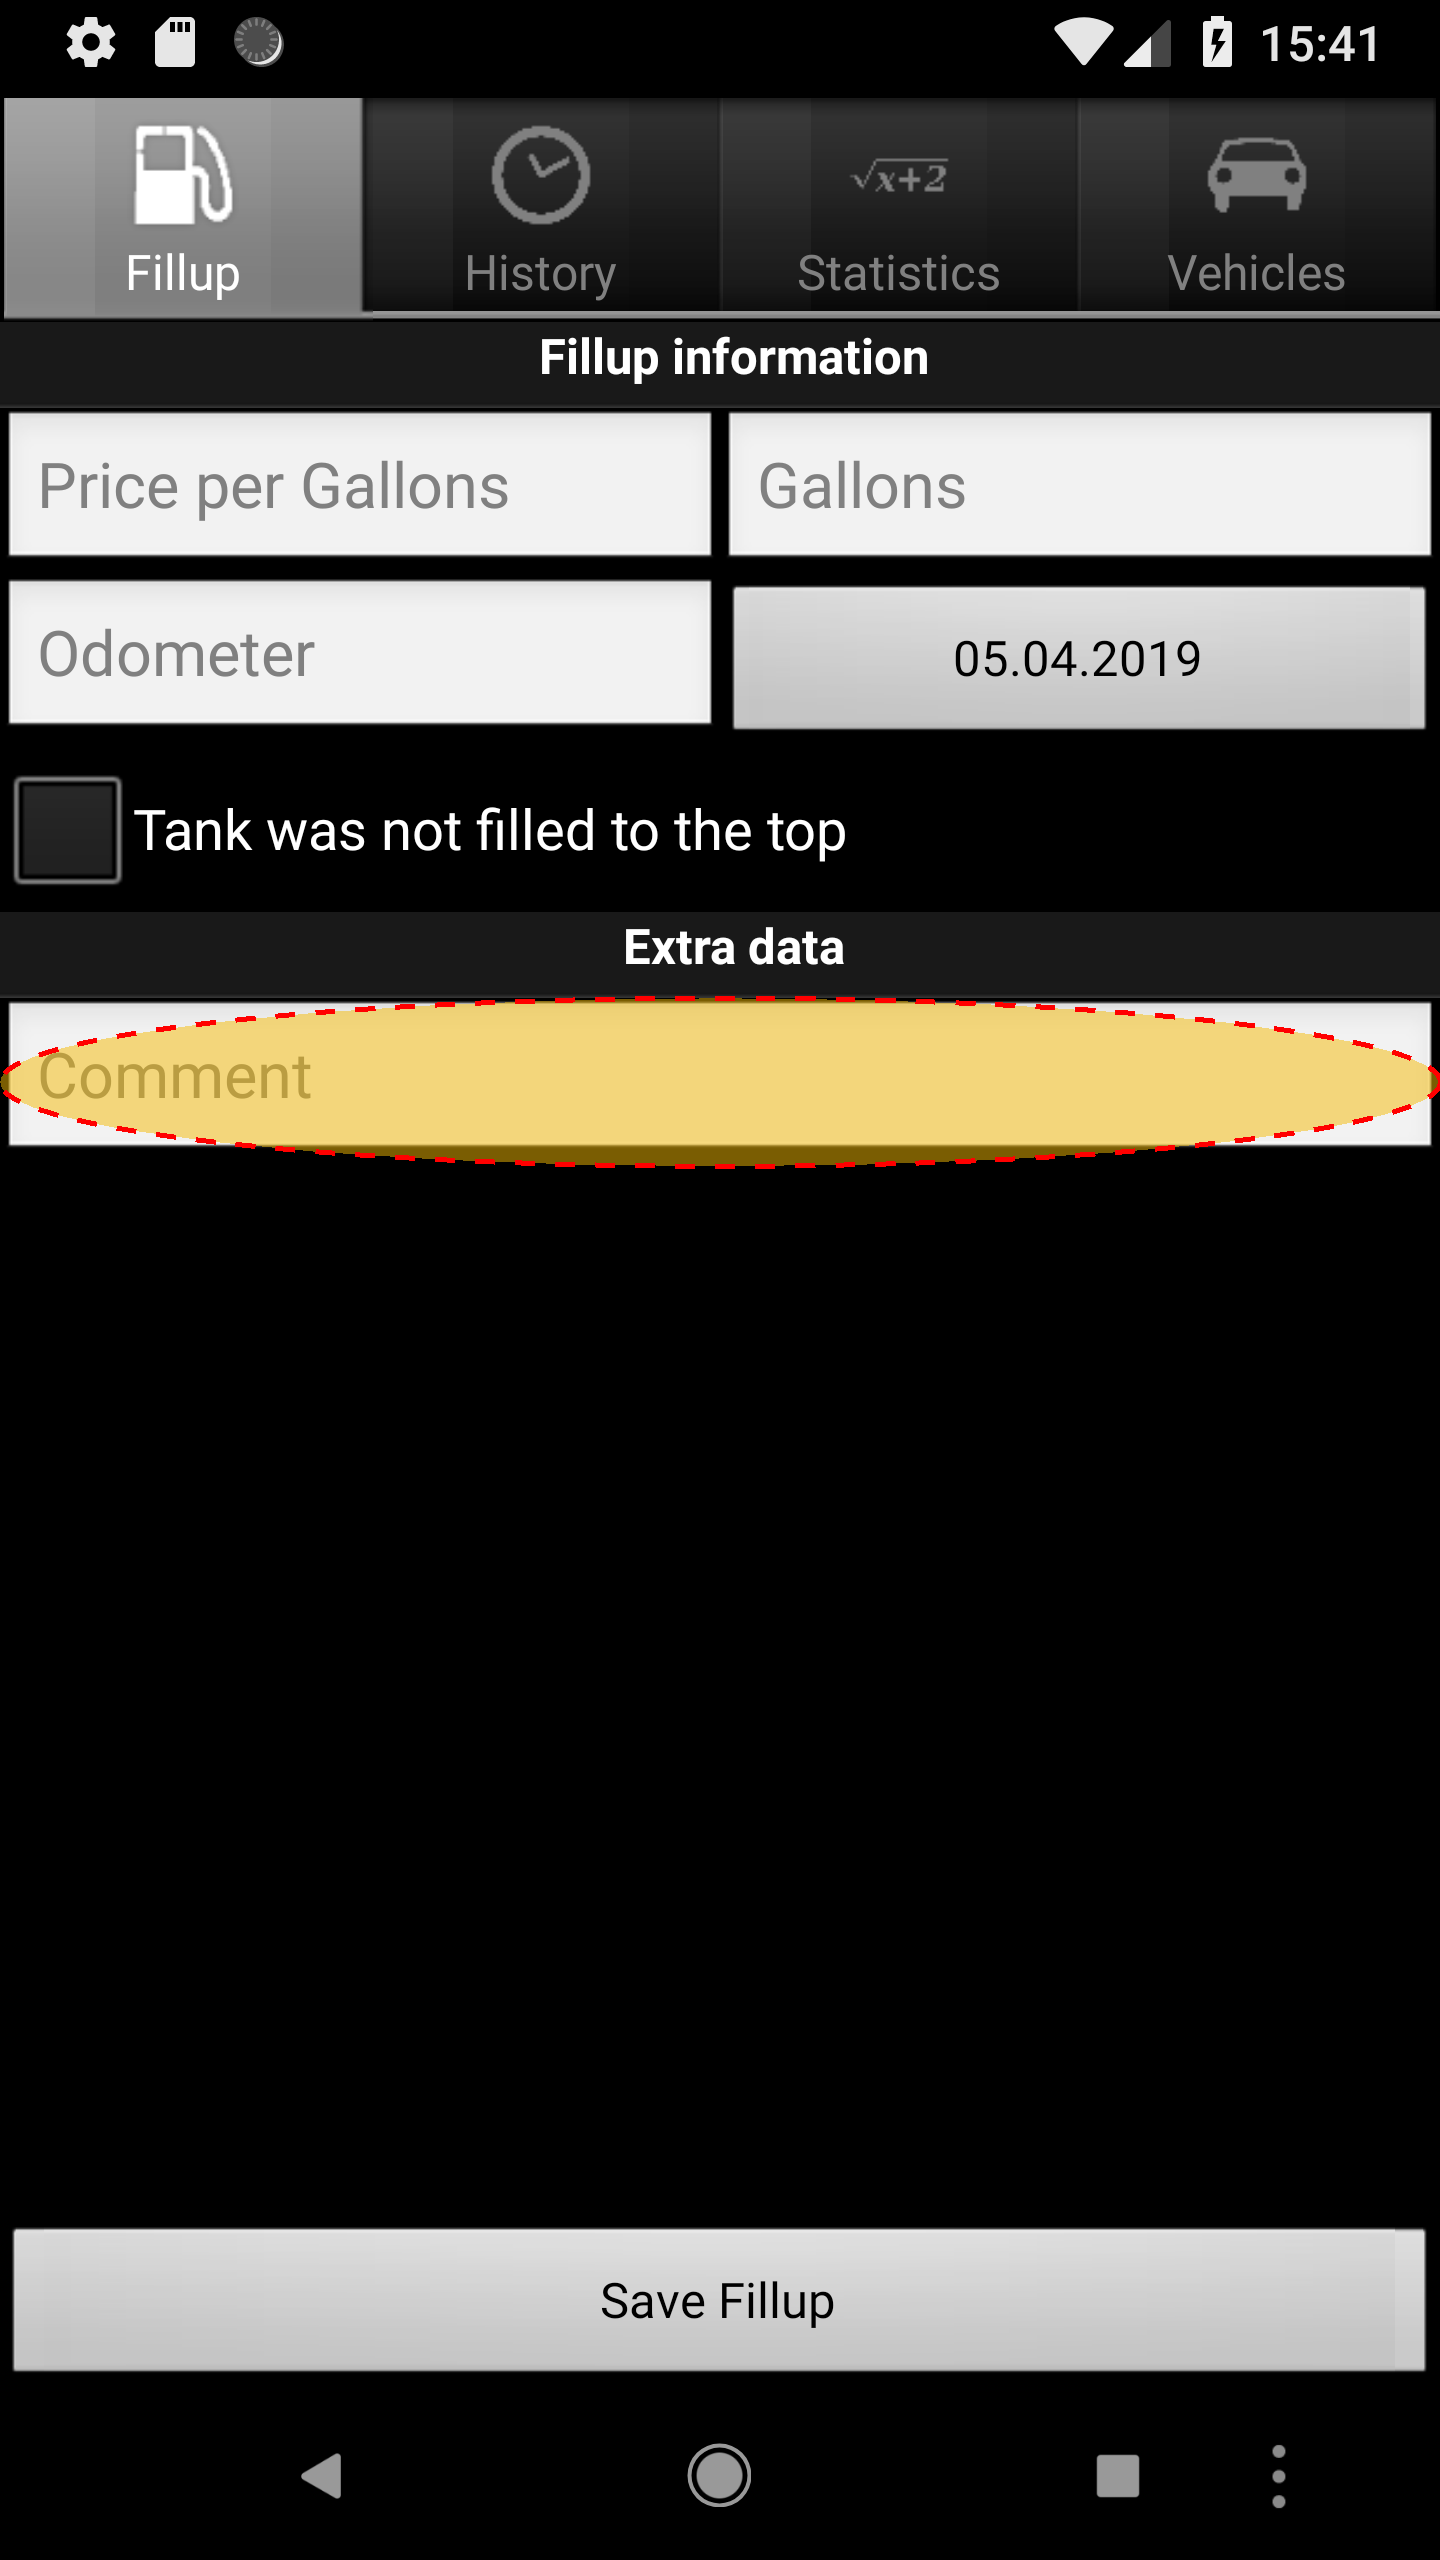 15:41
Fillup
History
√x+2
Statistics
Vehicles
Fillup information
Price per Gallons
Gallons
Odometer
05.04.2019
Tank was not filled to the top
Extra data
Comment
Save Fillup